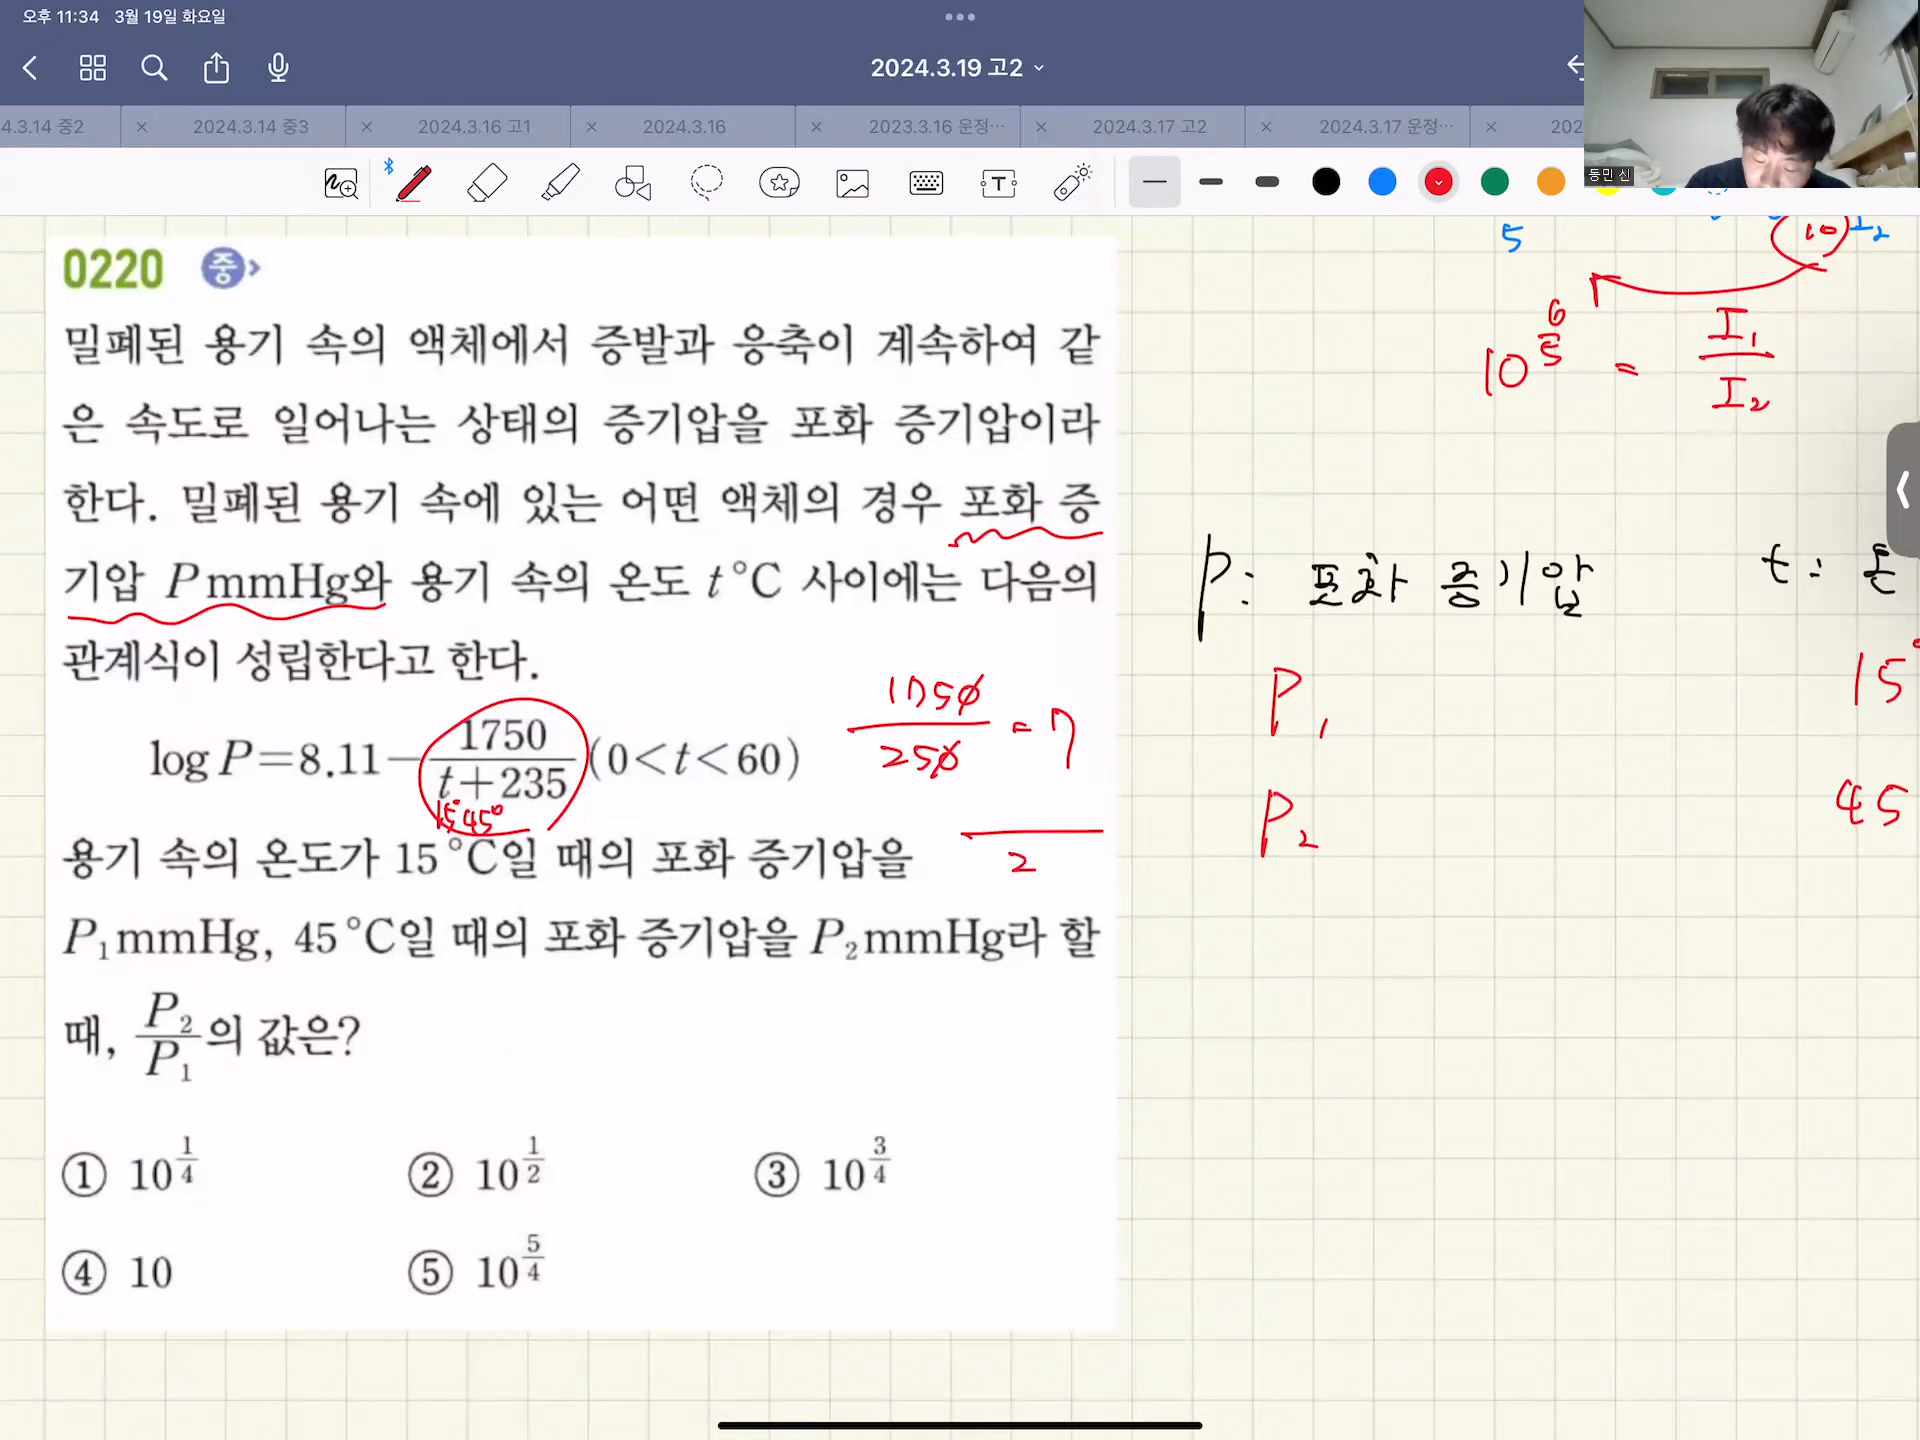 오후 11:34 3월 19일 화요일
2024.3.19 고2
4.3.14 중2
2024.3.14 중3
2024.3.16 고1
2024.3.16
2023.3.16 운정…
2024.3.17 고2
2024.3.17 운정…
202
동민 신
0220 중
밀폐된 용기 속의 액체에서 증발과 응축이 계속하여 같
은 속도로 일어나는 상태의 증기압을 포화 증기압이라
한다. 밀폐된 용기 속에 있는 어떤 액체의 경우 포화 증
기압 P mmHg와 용기 속의 온도 t°C 사이에는 다음의
관계식이 성립한다고 한다.
log P=8.11−1750/(t+235) (0<t<60)
15° 45°
1750/250 = 7
2
용기 속의 온도가 15°C일 때의 포화 증기압을
P₁mmHg, 45°C일 때의 포화 증기압을 P₂mmHg라 할
때, P₂/P₁의 값은?
① 10^(1/4) ② 10^(1/2) ③ 10^(3/4)
④ 10 ⑤ 10^(5/4)
5
10 I₂
10^(6/5) = I₁/I₂
P: 포화 증기압 t: 온
P₁ 15°
P₂ 45